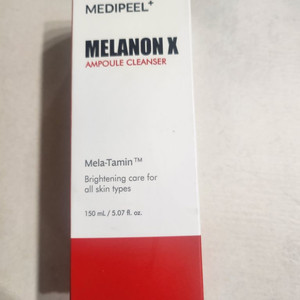 MEDIPEEL+
MELANON X
AMPOULE CLEANSER
Mela-Tamin™
Brightening care for
all skin types
150 mL / 5.07 fl. oz.